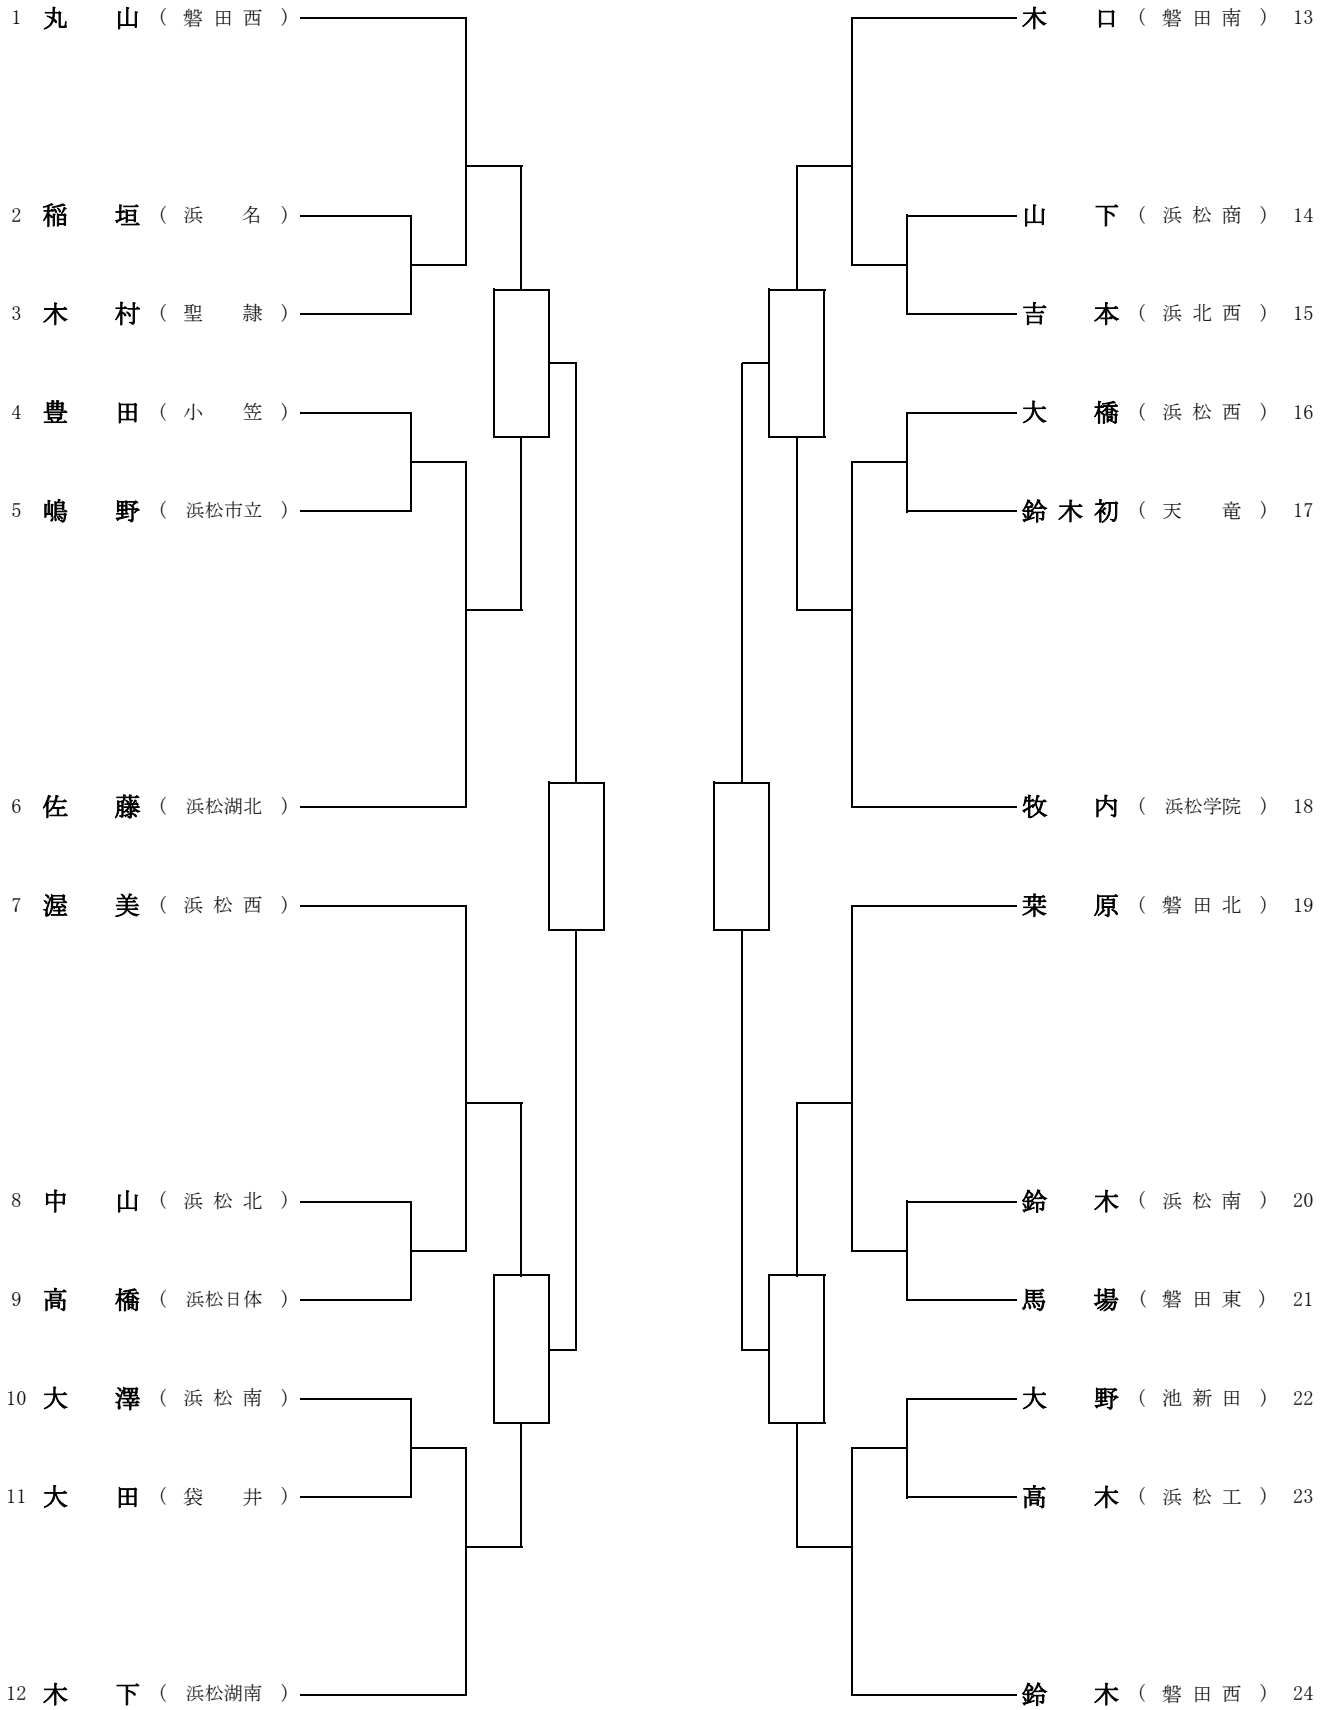 1 丸山 ( 磐田西 )
2 稲垣 ( 浜名 )
3 木村 ( 聖隷 )
4 豊田 ( 小笠 )
5 嶋野 ( 浜松市立 )
6 佐藤 ( 浜松湖北 )
7 渥美 ( 浜松西 )
8 中山 ( 浜松北 )
9 高橋 ( 浜松日体 )
10 大澤 ( 浜松南 )
11 大田 ( 袋井 )
12 木下 ( 浜松湖南 )
木口 ( 磐田南 ) 13
山下 ( 浜松商 ) 14
吉本 ( 浜北西 ) 15
大橋 ( 浜松西 ) 16
鈴木初 ( 天竜 ) 17
牧内 ( 浜松学院 ) 18
栞原 ( 磐田北 ) 19
鈴木 ( 浜松南 ) 20
馬場 ( 磐田東 ) 21
大野 ( 池新田 ) 22
高木 ( 浜松工 ) 23
鈴木 ( 磐田西 ) 24